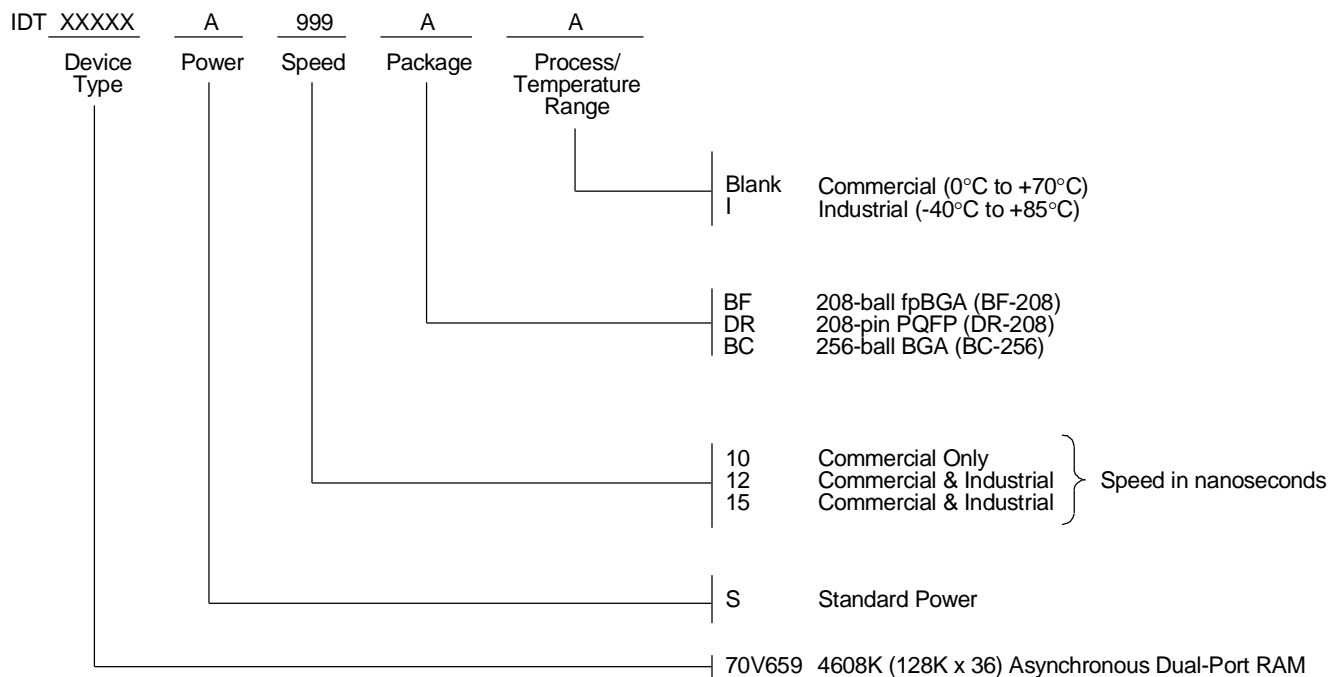 IDT XXXXX A 999 A A
Device Type Power Speed Package Process/ Temperature Range
Blank Commercial (0°C to +70°C)
I Industrial (-40°C to +85°C)
BF 208-ball fpBGA (BF-208)
DR 208-pin PQFP (DR-208)
BC 256-ball BGA (BC-256)
10 Commercial Only
12 Commercial & Industrial Speed in nanoseconds
15 Commercial & Industrial
S Standard Power
70V659 4608K (128K x 36) Asynchronous Dual-Port RAM